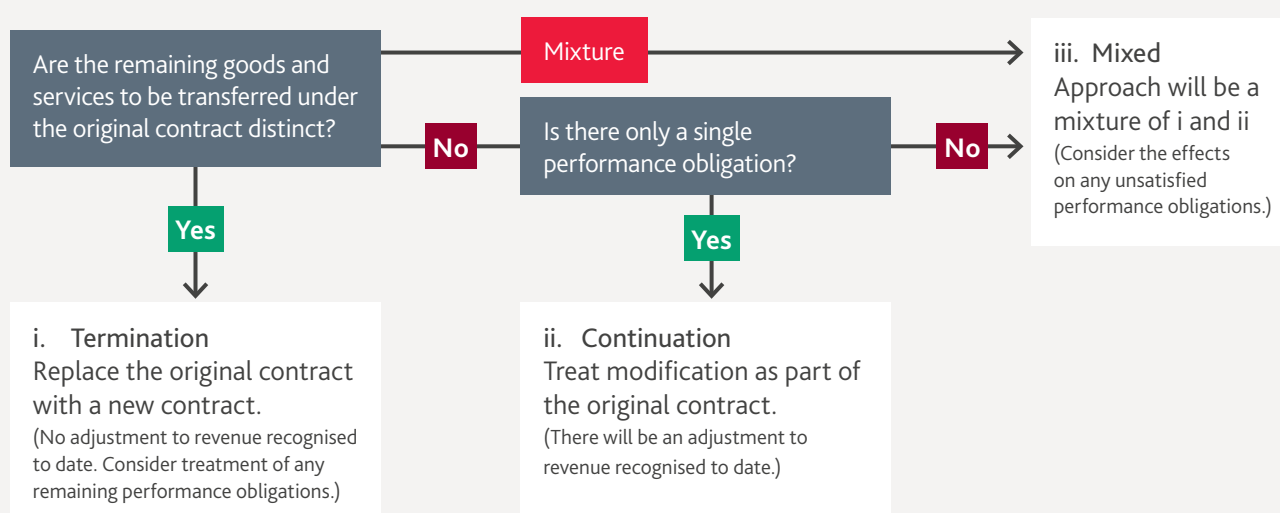 Are the remaining goods and
services to be transferred under
the original contract distinct?
Mixture
No
Is there only a single
performance obligation?
No
iii. Mixed
Approach will be a
mixture of i and ii
(Consider the effects
on any unsatisfied
performance obligations.)
Yes
Yes
i. Termination
Replace the original contract
with a new contract.
(No adjustment to revenue recognised
to date. Consider treatment of any
remaining performance obligations.)
ii. Continuation
Treat modification as part of
the original contract.
(There will be an adjustment to
revenue recognised to date.)